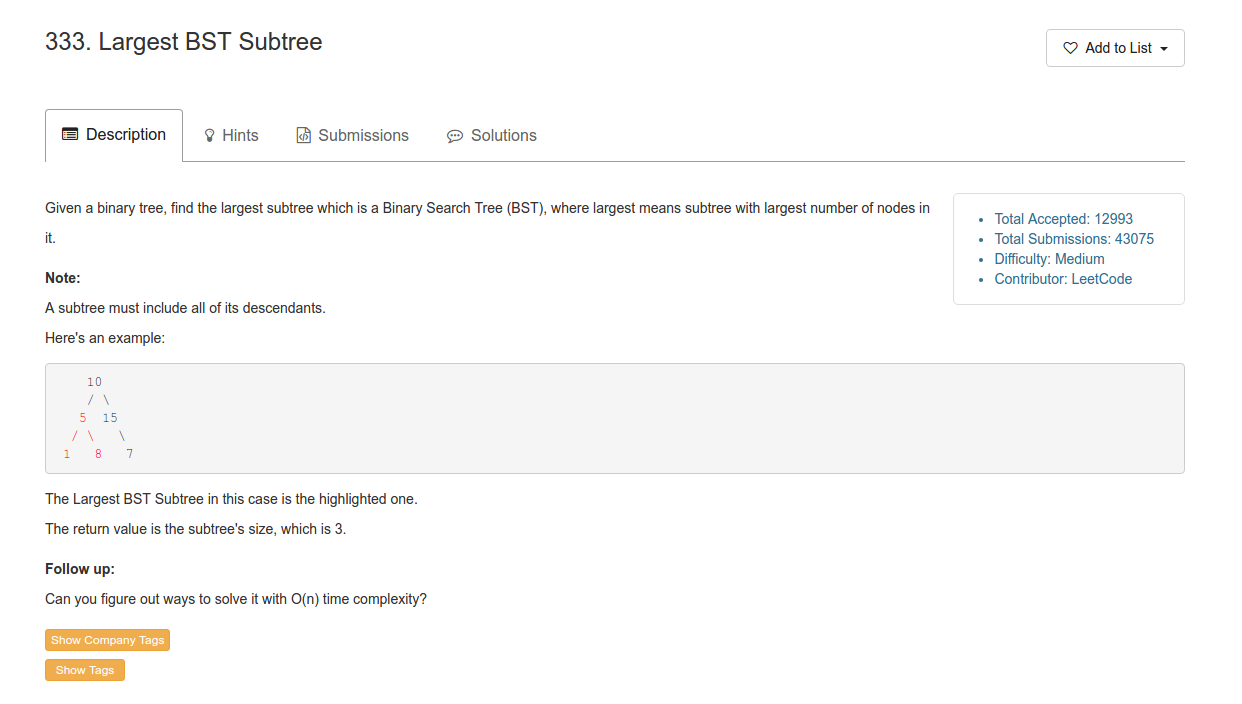 333. Largest BST Subtree
Add to List
Description
Hints
Submissions
Solutions
Given a binary tree, find the largest subtree which is a Binary Search Tree (BST), where largest means subtree with largest number of nodes in
it.
Total Accepted: 12993
Total Submissions: 43075
Difficulty: Medium
Contributor: LeetCode
Note:
A subtree must include all of its descendants.
Here's an example:
10
/ \
5 15
/ \ \
1 8 7
The Largest BST Subtree in this case is the highlighted one.
The return value is the subtree's size, which is 3.
Follow up:
Can you figure out ways to solve it with O(n) time complexity?
Show Company Tags
Show Tags